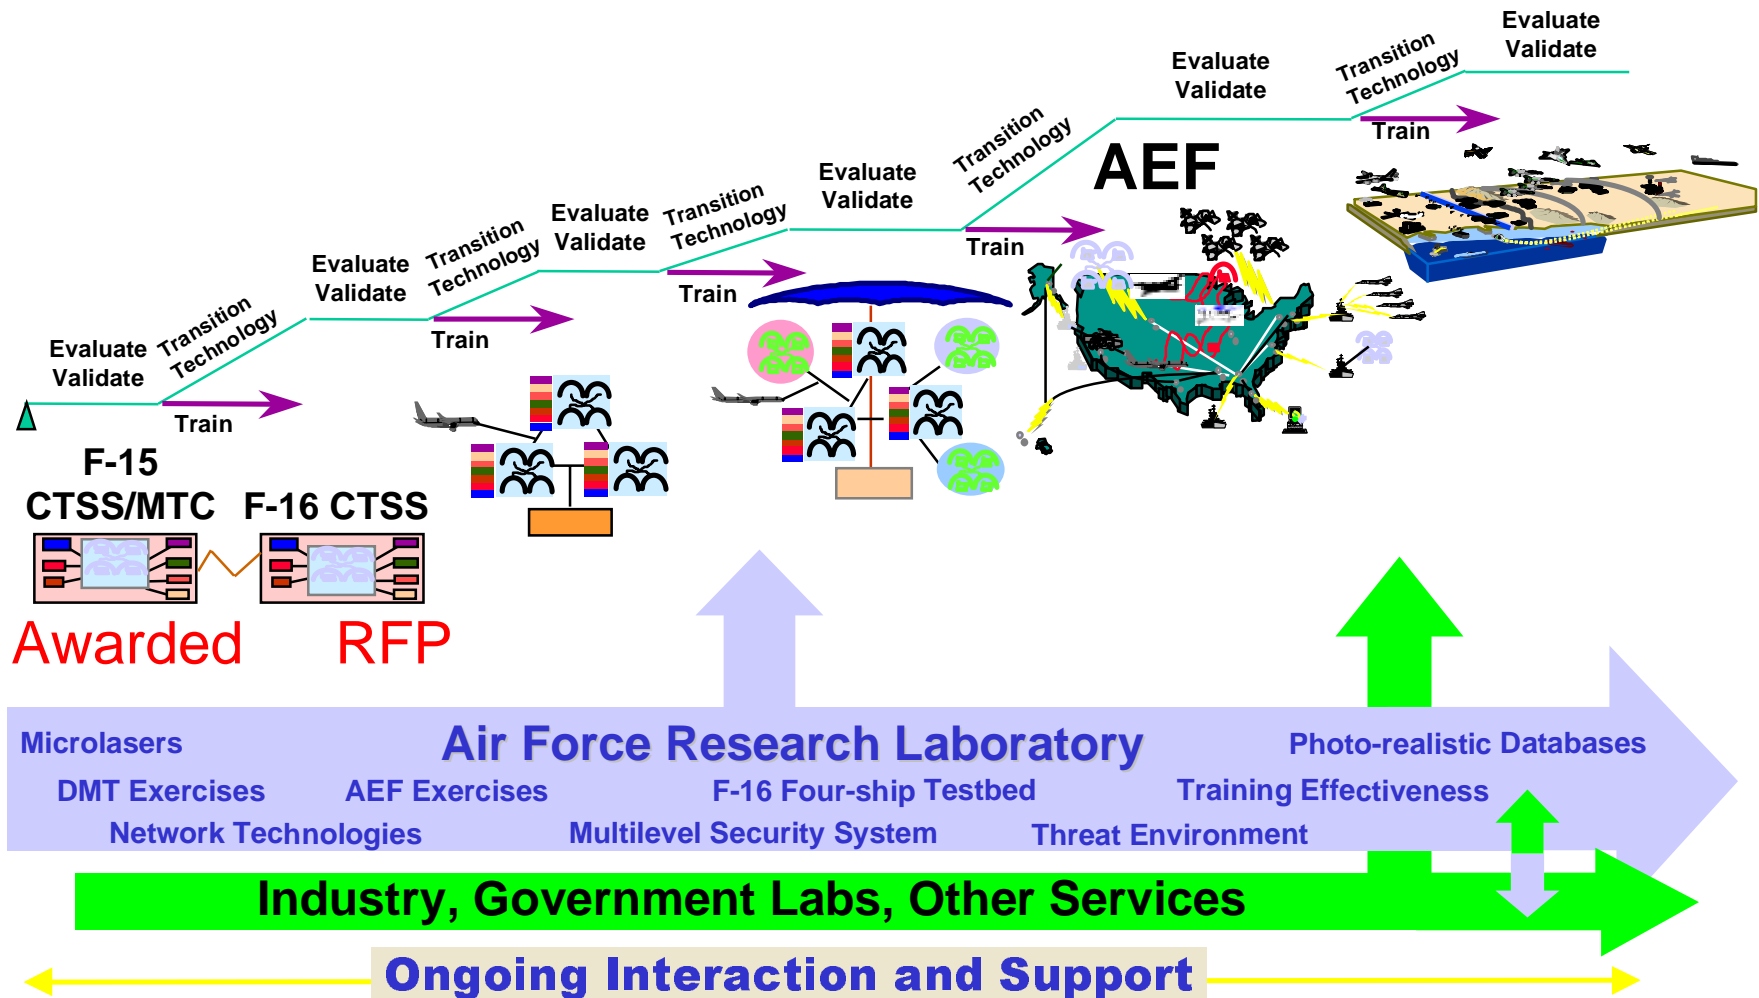 Evaluate
Validate
Transition
Technology
Train
Evaluate
Validate
Transition
Technology
Train
Evaluate
Validate
Transition
Technology
Train
Evaluate
Validate
Transition
Technology
Train
Evaluate
Validate
Transition
Technology
Train
Evaluate
Validate
AEF
F-15
CTSS/MTC
F-16 CTSS
Awarded
RFP
Air Force Research Laboratory
Microlasers
Photo-realistic Databases
DMT Exercises
AEF Exercises
F-16 Four-ship Testbed
Training Effectiveness
Network Technologies
Multilevel Security System
Threat Environment
Industry, Government Labs, Other Services
Ongoing Interaction and Support